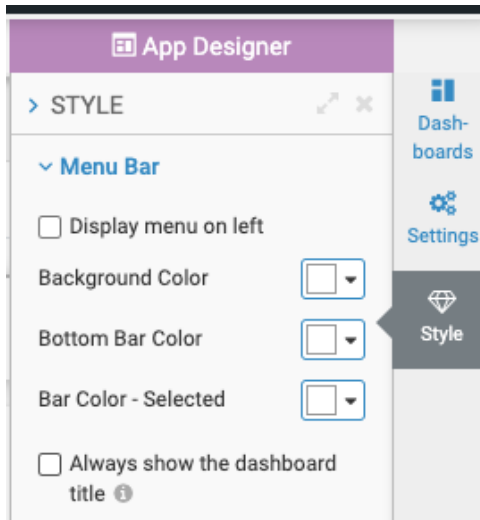 App Designer
STYLE
Menu Bar
Display menu on left
Background Color
Bottom Bar Color
Bar Color - Selected
Always show the dashboard
title
Dash-
boards
Settings
Style